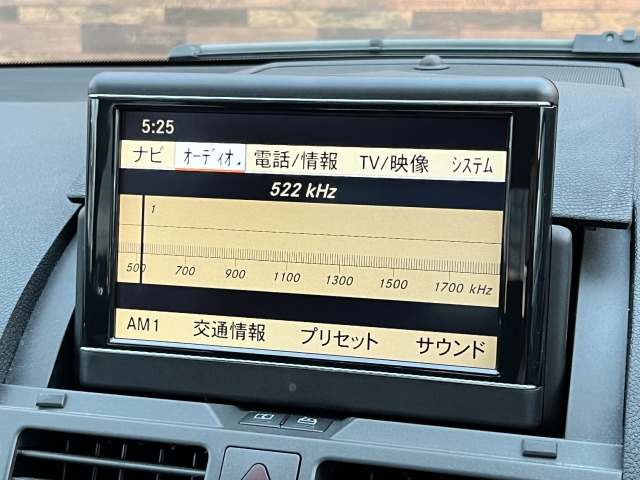 5:25
ナビ オーディオ 電話/情報 TV/映像 システム
522 kHz
1
500 700 900 1100 1300 1500 1700 kHz
AM1 交通情報 プリセット サウンド